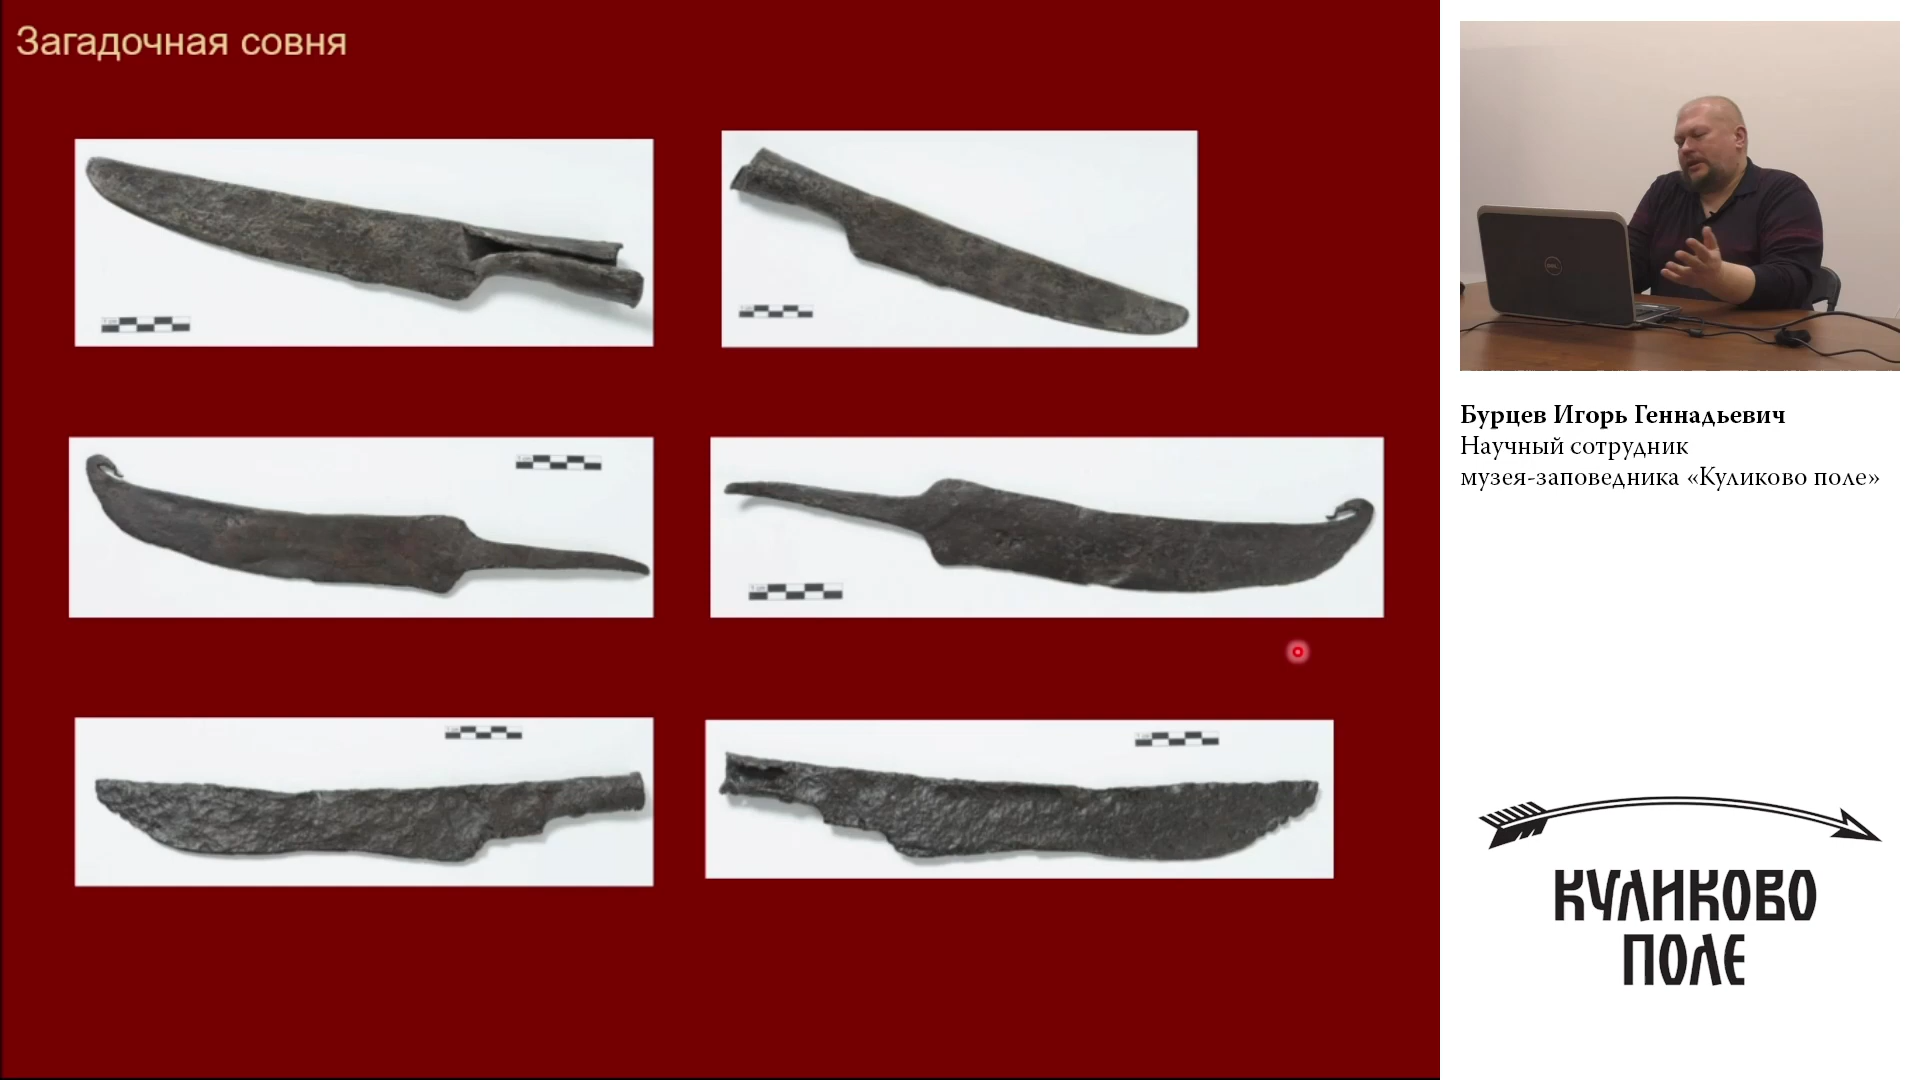 Загадочная совня
Бурцев Игорь Геннадьевич
Научный сотрудник
музея-заповедника «Куликово поле»
КУЛИКОВО
ПОЛЕ